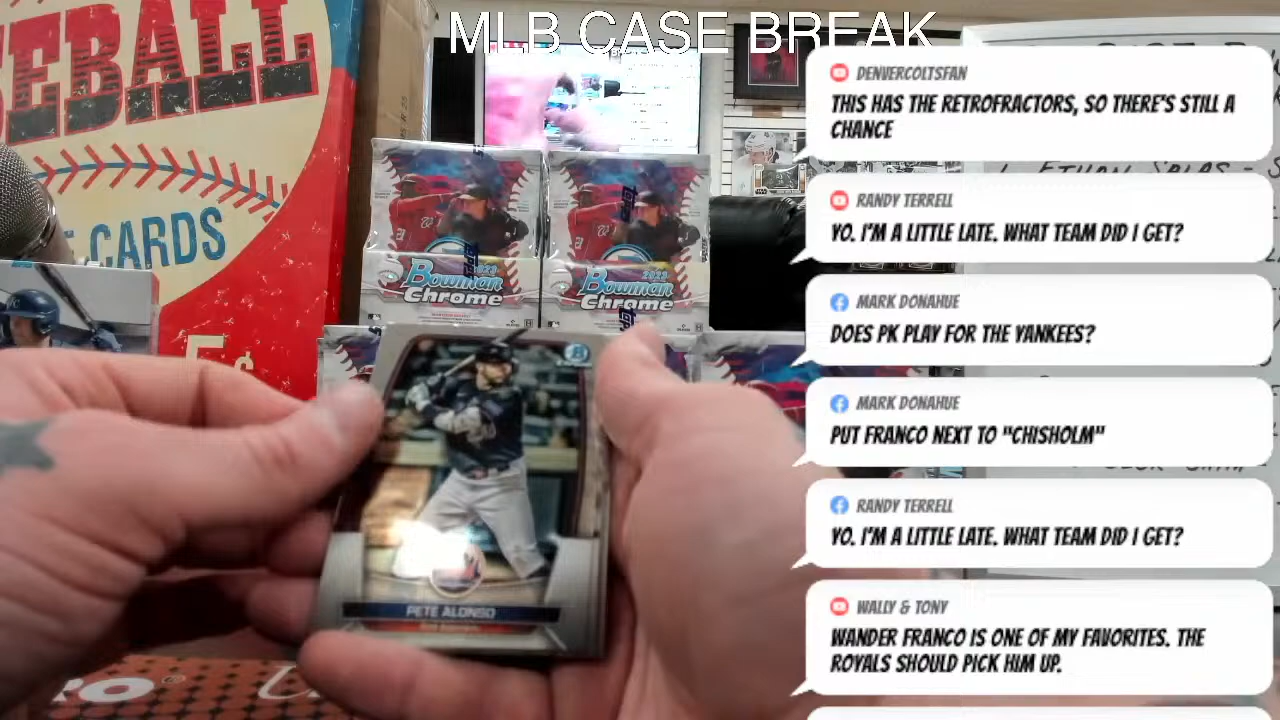 MLB CASE BREAK
EBALL
CARDS
2023
Bowman
Chrome
2023
Bowman
Chrome
PETE ALONSO
DENVERCOLTSFAN
THIS HAS THE RETROFRACTORS, SO THERE'S STILL A
CHANCE
RANDY TERRELL
YO. I'M A LITTLE LATE. WHAT TEAM DID I GET?
MARK DONAHUE
DOES PK PLAY FOR THE YANKEES?
MARK DONAHUE
PUT FRANCO NEXT TO "CHISHOLM"
RANDY TERRELL
YO. I'M A LITTLE LATE. WHAT TEAM DID I GET?
WALLY & TONY
WANDER FRANCO IS ONE OF MY FAVORITES. THE
ROYALS SHOULD PICK HIM UP.